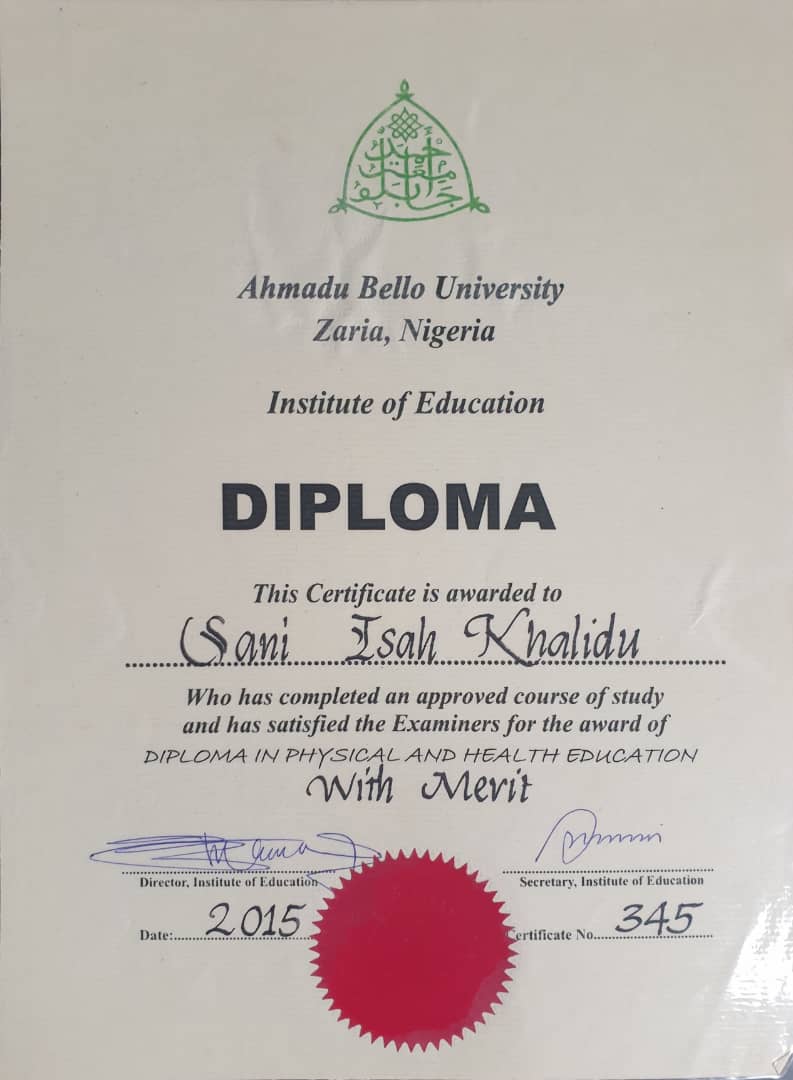 Ahmadu Bello University
Zaria, Nigeria
Institute of Education
DIPLOMA
This Certificate is awarded to
Sani Isah Khalidu
Who has completed an approved course of study
and has satisfied the Examiners for the award of
DIPLOMA IN PHYSICAL AND HEALTH EDUCATION
With Merit
Director, Institute of Education
Secretary, Institute of Education
Date: 2015
Certificate No. 345